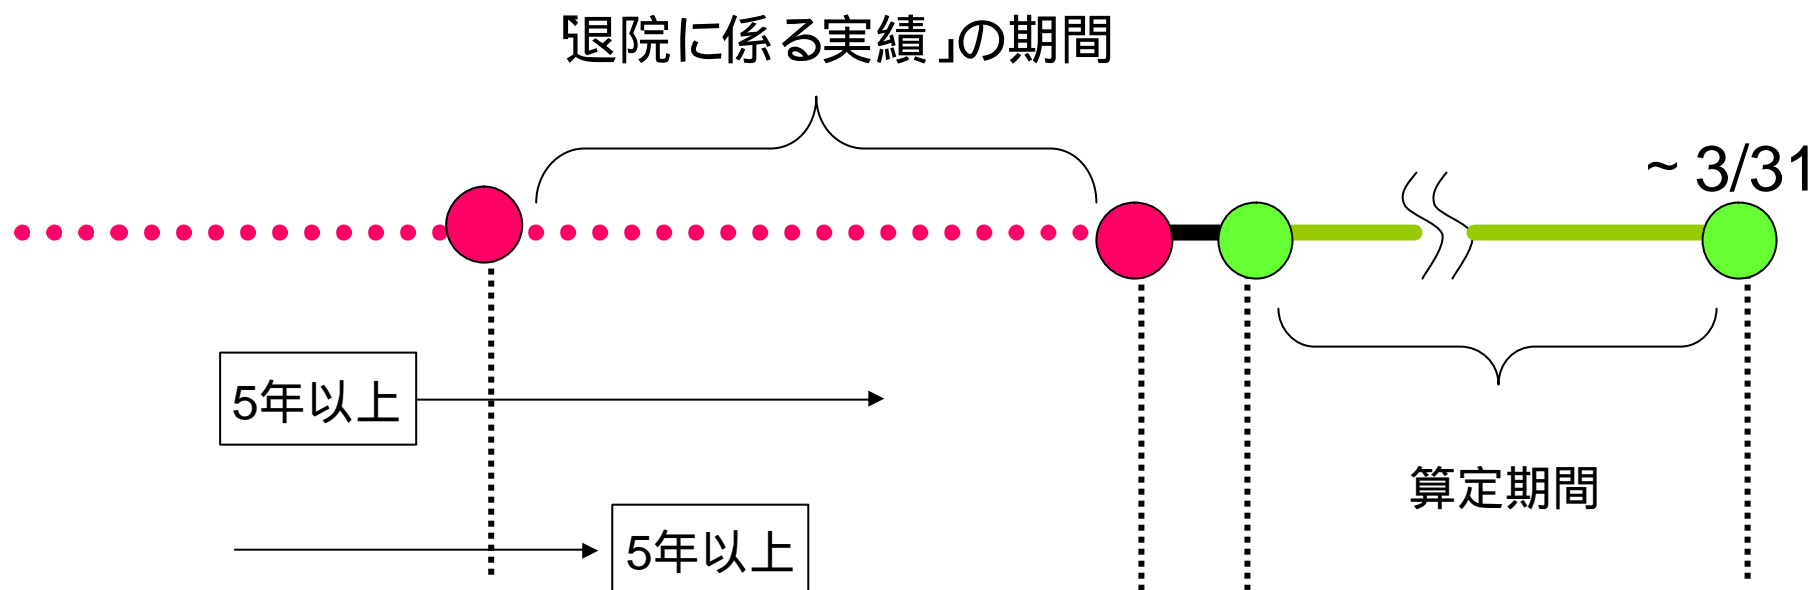 「退院に係る実績」の期間
~ 3/31
5年以上
算定期間
5年以上